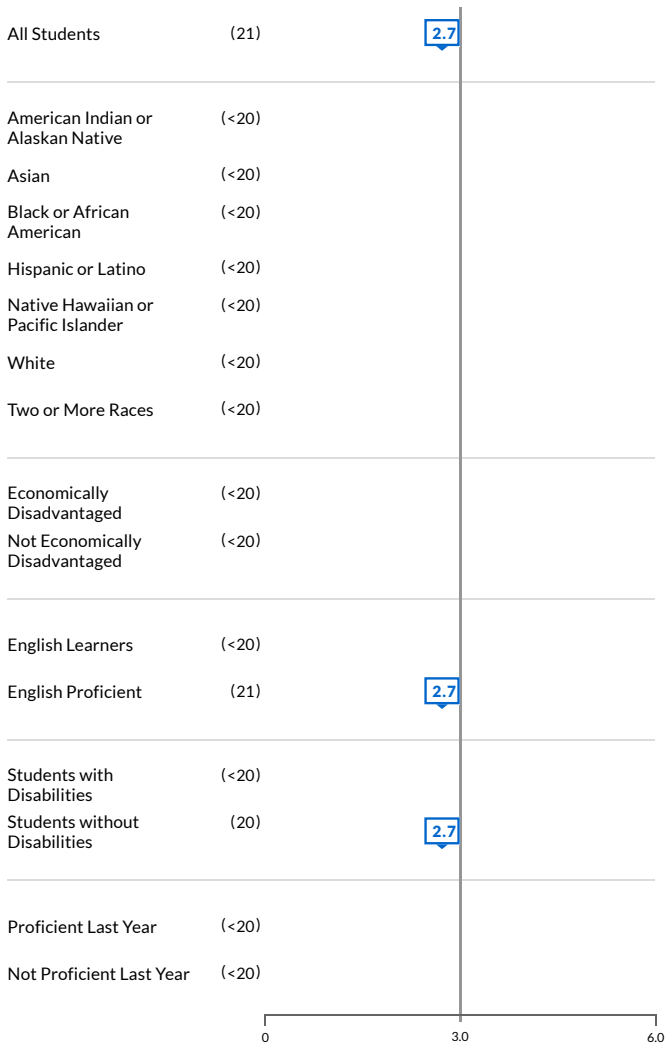 All Students (21) 2.7
American Indian or (<20)
Alaskan Native
Asian (<20)
Black or African (<20)
American
Hispanic or Latino (<20)
Native Hawaiian or (<20)
Pacific Islander
White (<20)
Two or More Races (<20)
Economically (<20)
Disadvantaged
Not Economically (<20)
Disadvantaged
English Learners (<20)
English Proficient (21) 2.7
Students with (<20)
Disabilities
Students without (20) 2.7
Disabilities
Proficient Last Year (<20)
Not Proficient Last Year (<20)
0 3.0 6.0